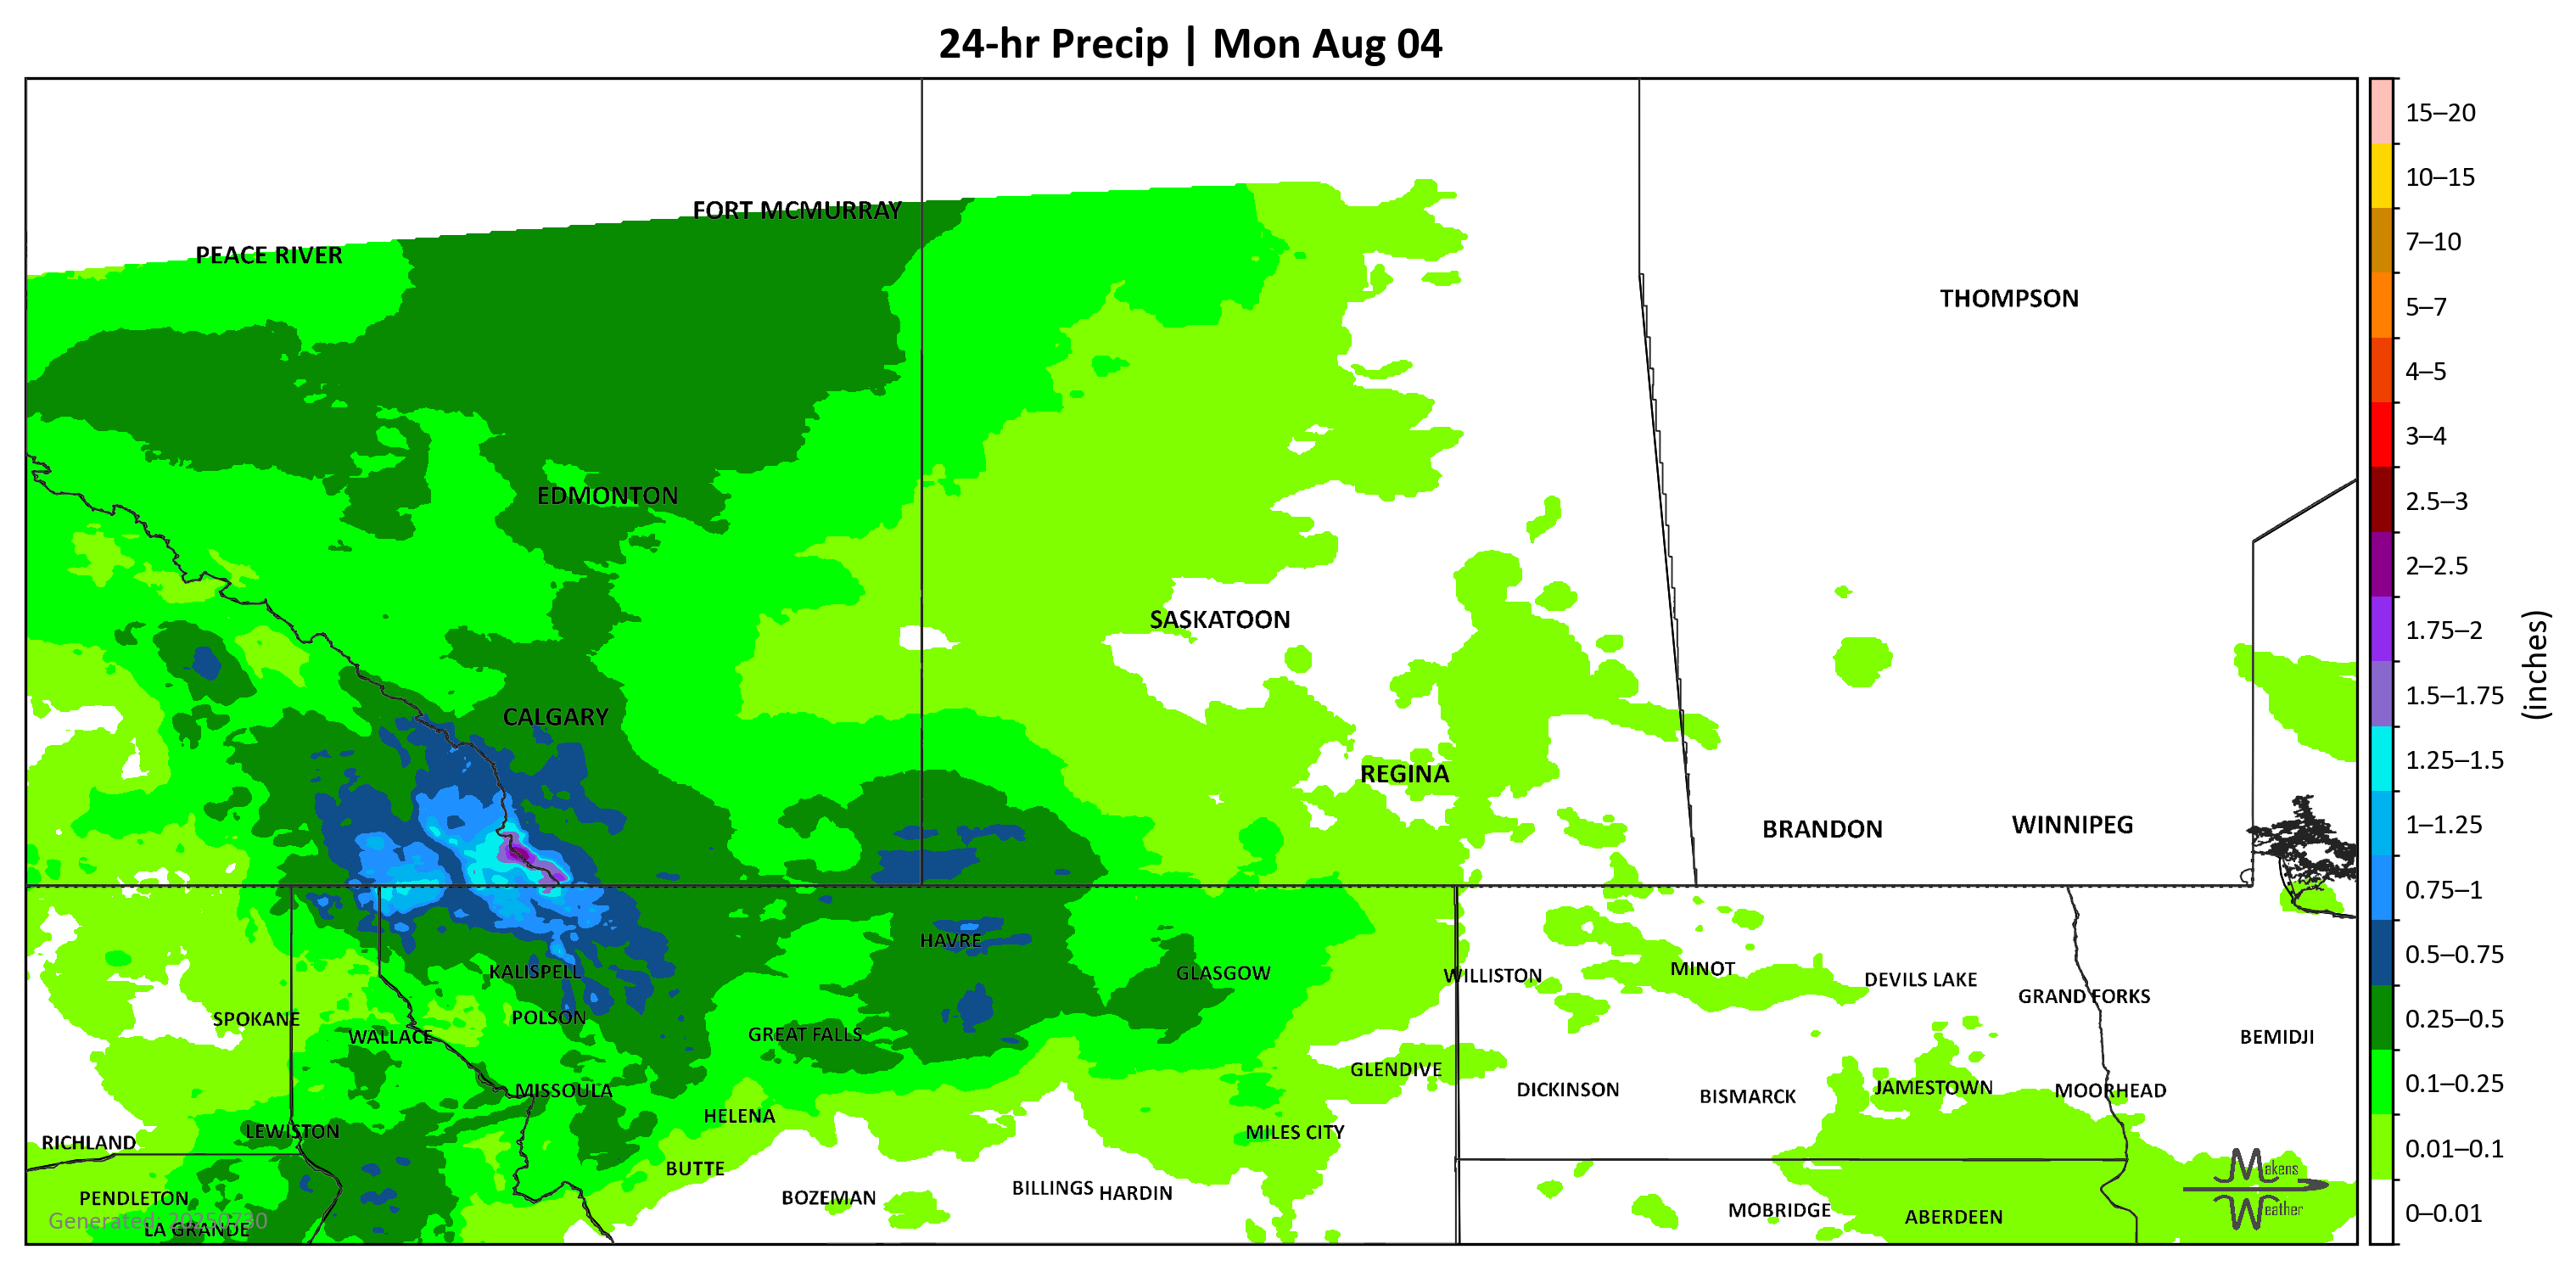 24-hr Precip | Mon Aug 04
15–20
FORT MCMURRAY
10–15
PEACE RIVER
7–10
THOMPSON
5–7
4–5
3–4
EDMONTON
2.5–3
2–2.5
SASKATOON
1.75–2
1.5–1.75
(inches)
CALGARY
1.25–1.5
REGINA
BRANDON
WINNIPEG
1–1.25
0.75–1
HAVRE
0.5–0.75
KALISPELL
GLASGOW
WILLISTON
MINOT
DEVILS LAKE
GRAND FORKS
SPOKANE
POLSON
0.25–0.5
WALLACE
GREAT FALLS
BEMIDJI
GLENDIVE
0.1–0.25
MISSOULA
DICKINSON
BISMARCK
JAMESTOWN
MOORHEAD
HELENA
LEWISTON
MILES CITY
RICHLAND
0.01–0.1
BUTTE
Makens
PENDLETON
BOZEMAN
BILLINGS
HARDIN
Weather
MOBRIDGE
ABERDEEN
0–0.01
Generated: 20250730
LA GRANDE